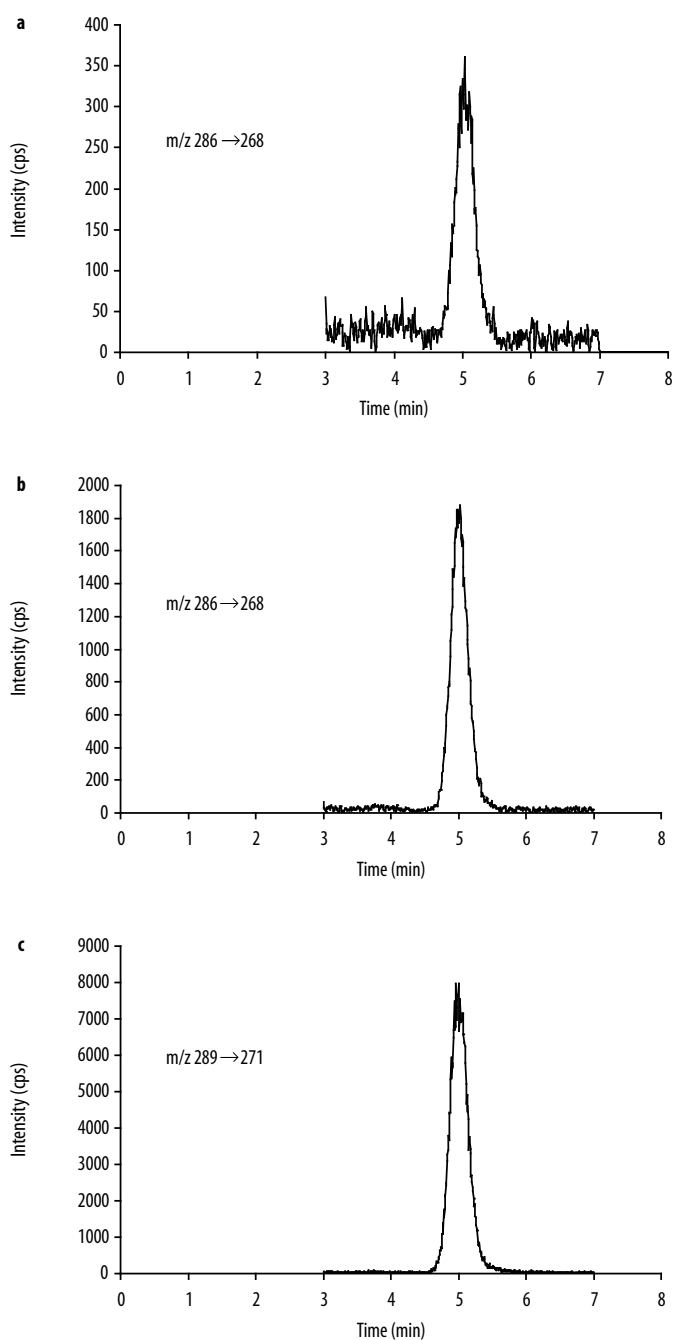 a
400
350
300
250
200
150
100
50
0
Intensity (cps)
m/z 286 →268
0 1 2 3 4 5 6 7 8
Time (min)
b
2000
1800
1600
1400
1200
1000
800
600
400
200
0
Intensity (cps)
m/z 286→268
0 1 2 3 4 5 6 7 8
Time (min)
c
9000
8000
7000
6000
5000
4000
3000
2000
1000
0
Intensity (cps)
m/z 289→271
0 1 2 3 4 5 6 7 8
Time (min)